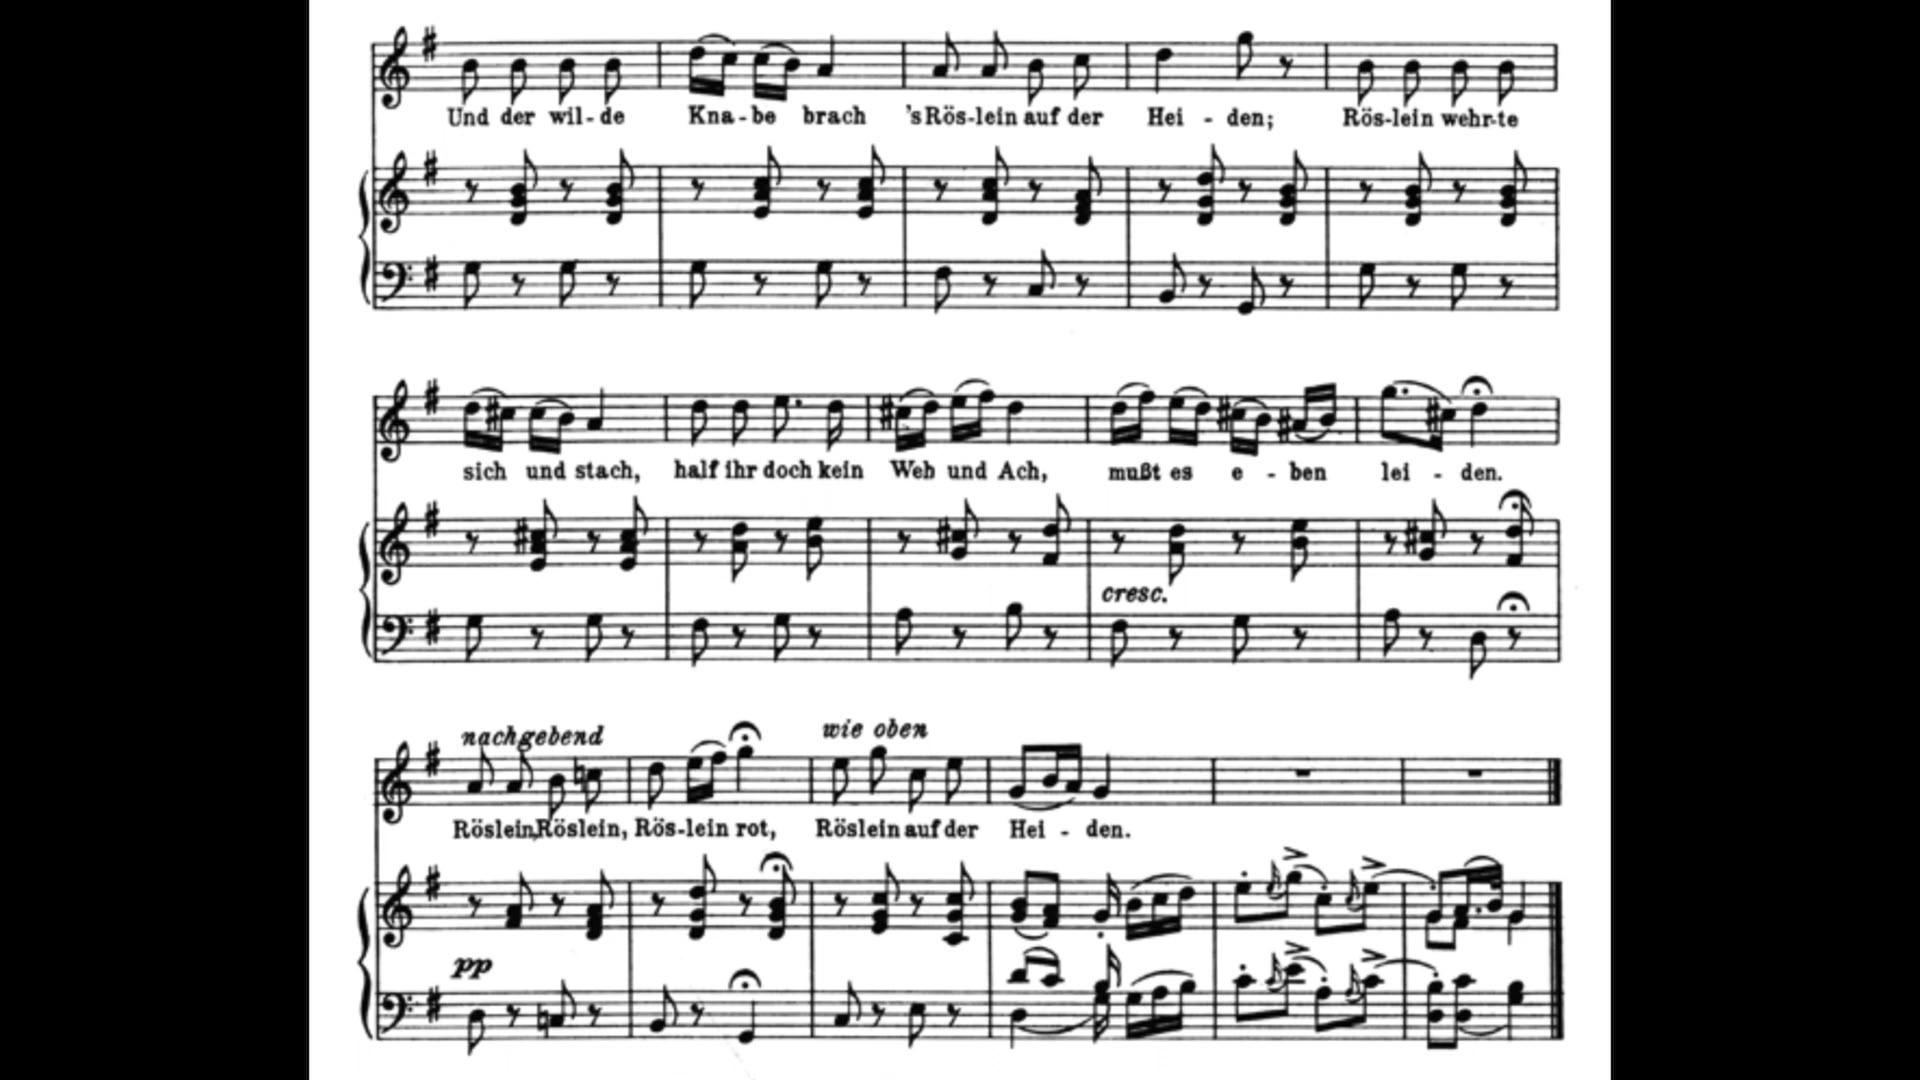 Und der wil - de Kna - be brach 's Rös-lein auf der Hei - den; Rös-lein wehr-te
sich und stach, half ihr doch kein Weh und Ach, mußt es e - ben lei - den.
cresc.
nachgebend wie oben
Röslein, Röslein, Rös-lein rot, Röslein auf der Hei - den.
pp